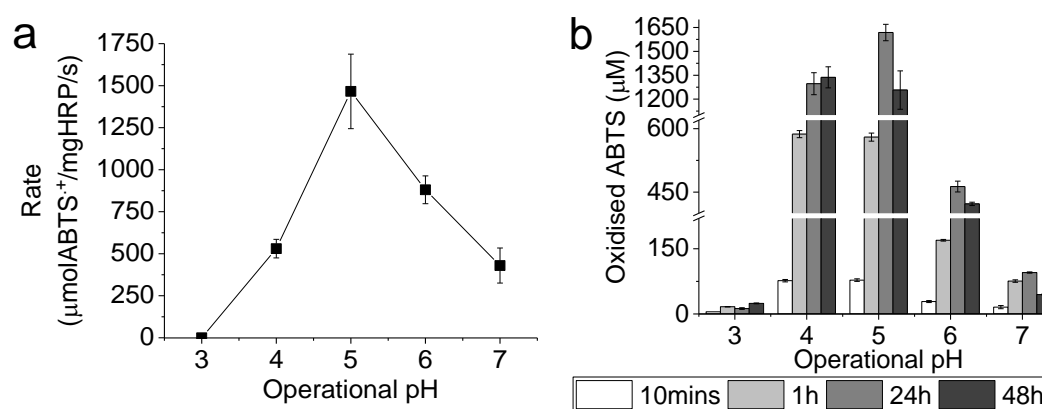 a
Rate
(μmolABTS·+/mgHRP/s)
1750
1500
1250
1000
750
500
250
0
3 4 5 6 7
Operational pH
b
Oxidised ABTS (μM)
1650
1500
1350
1200
600
450
150
0
3 4 5 6 7
Operational pH
10mins 1h 24h 48h